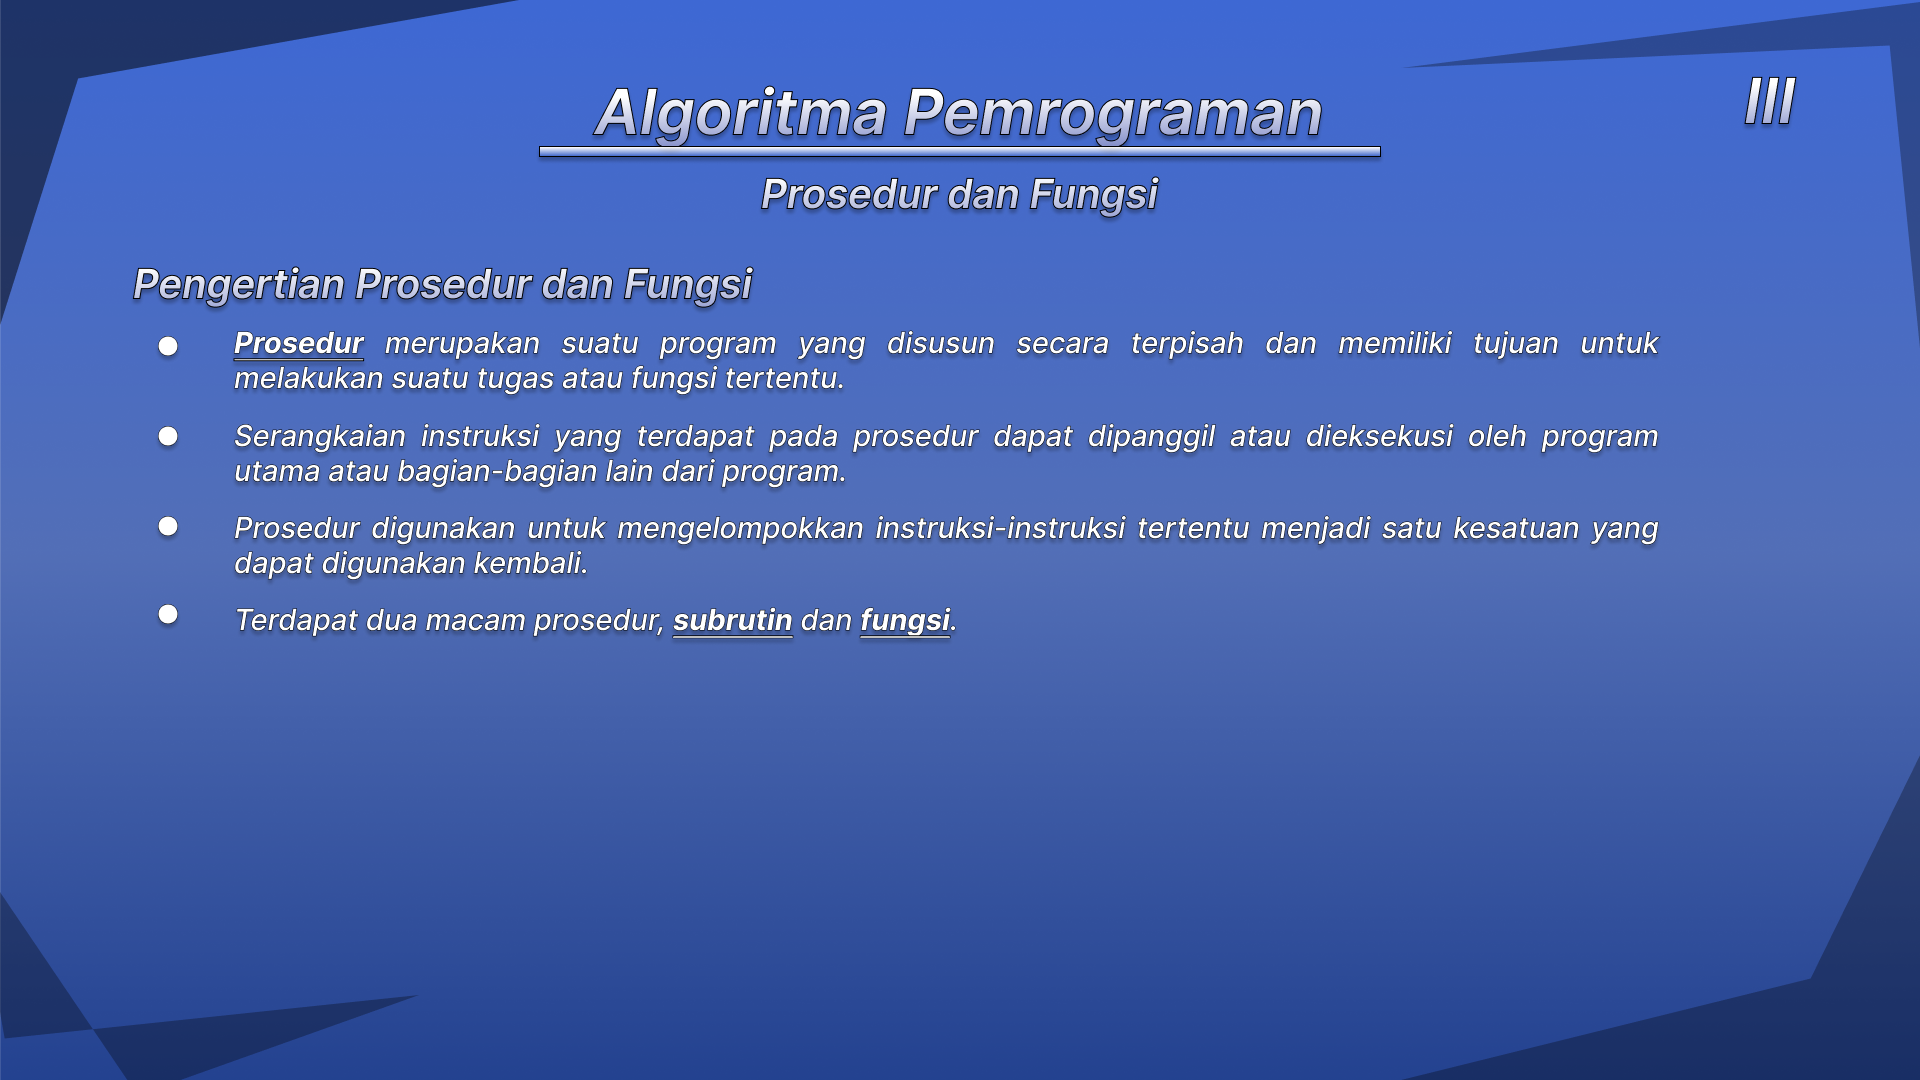 Algoritma Pemrograman
III
Prosedur dan Fungsi
Pengertian Prosedur dan Fungsi
● Prosedur merupakan suatu program yang disusun secara terpisah dan memiliki tujuan untuk
melakukan suatu tugas atau fungsi tertentu.
● Serangkaian instruksi yang terdapat pada prosedur dapat dipanggil atau dieksekusi oleh program
utama atau bagian-bagian lain dari program.
● Prosedur digunakan untuk mengelompokkan instruksi-instruksi tertentu menjadi satu kesatuan yang
dapat digunakan kembali.
● Terdapat dua macam prosedur, subrutin dan fungsi.